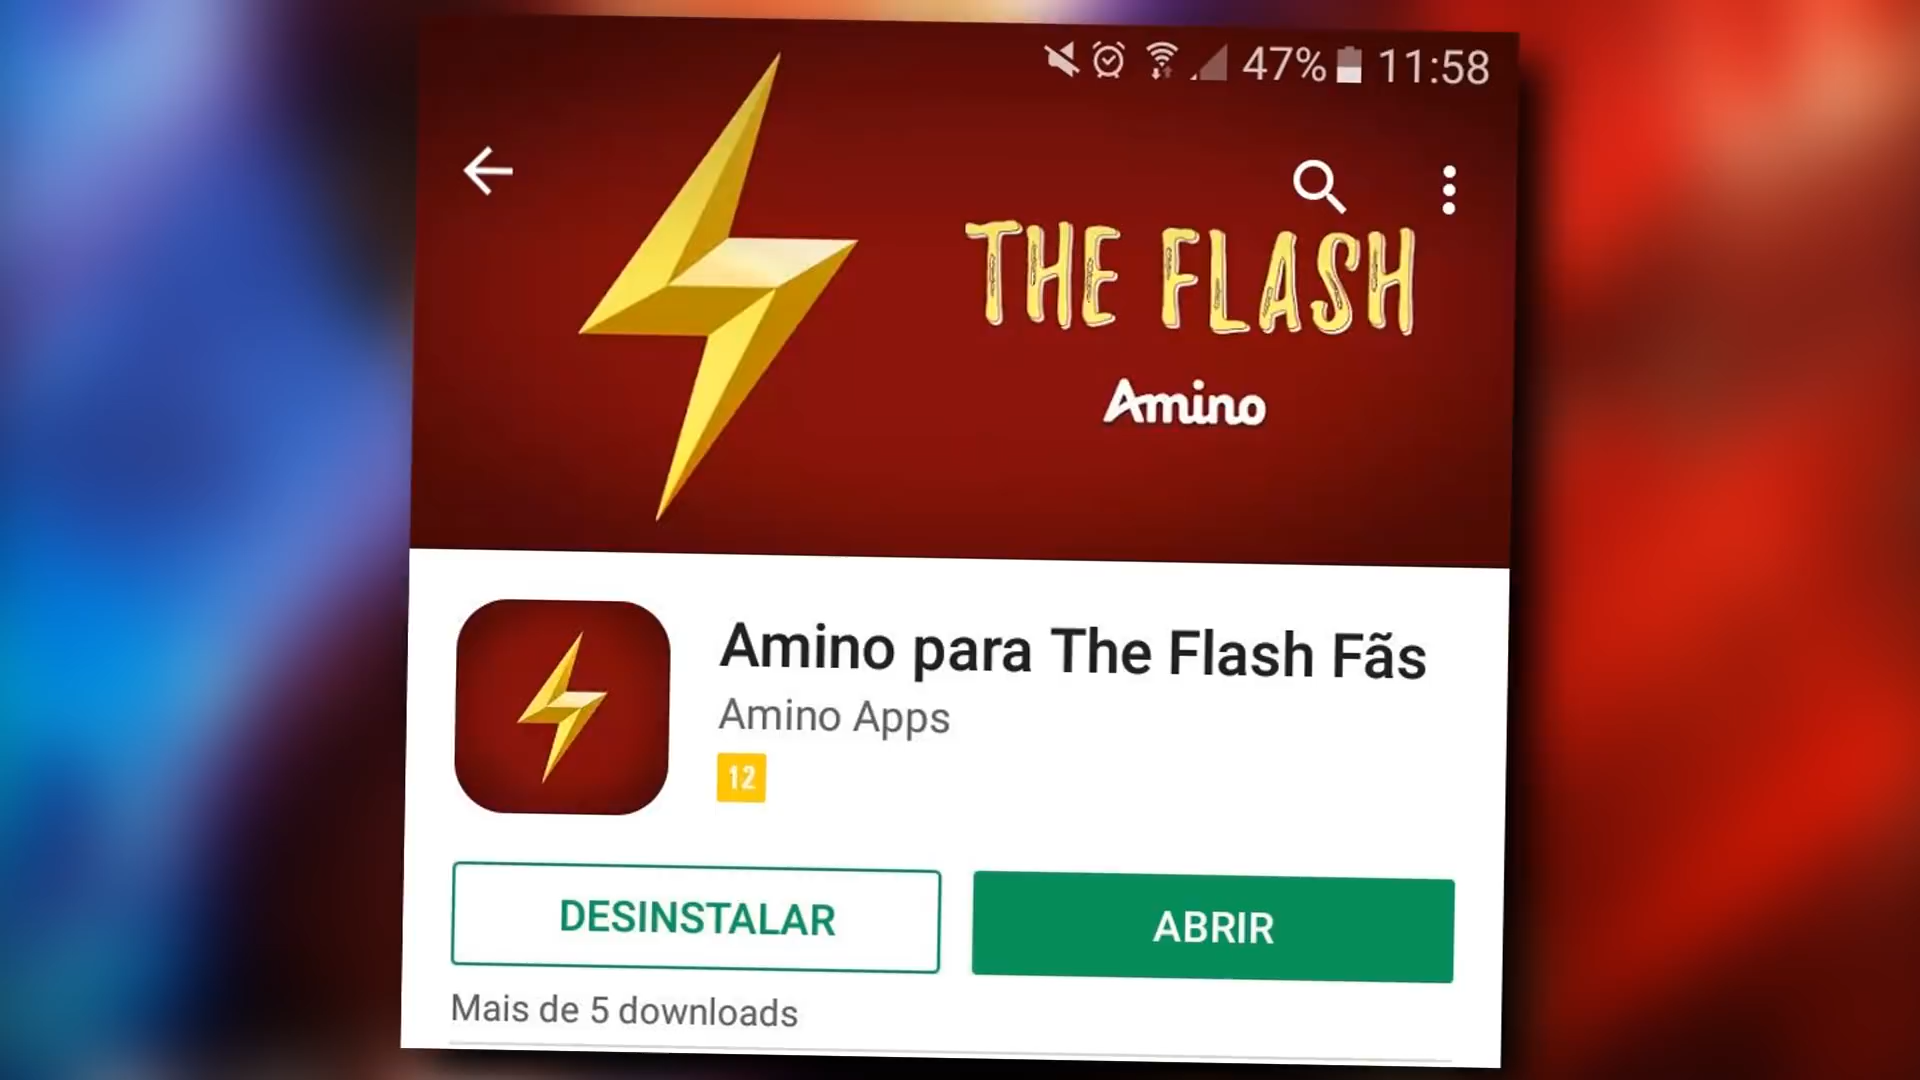 47% 11:58
THE FLASH
Amino
Amino para The Flash Fãs
Amino Apps
12
DESINSTALAR
ABRIR
Mais de 5 downloads